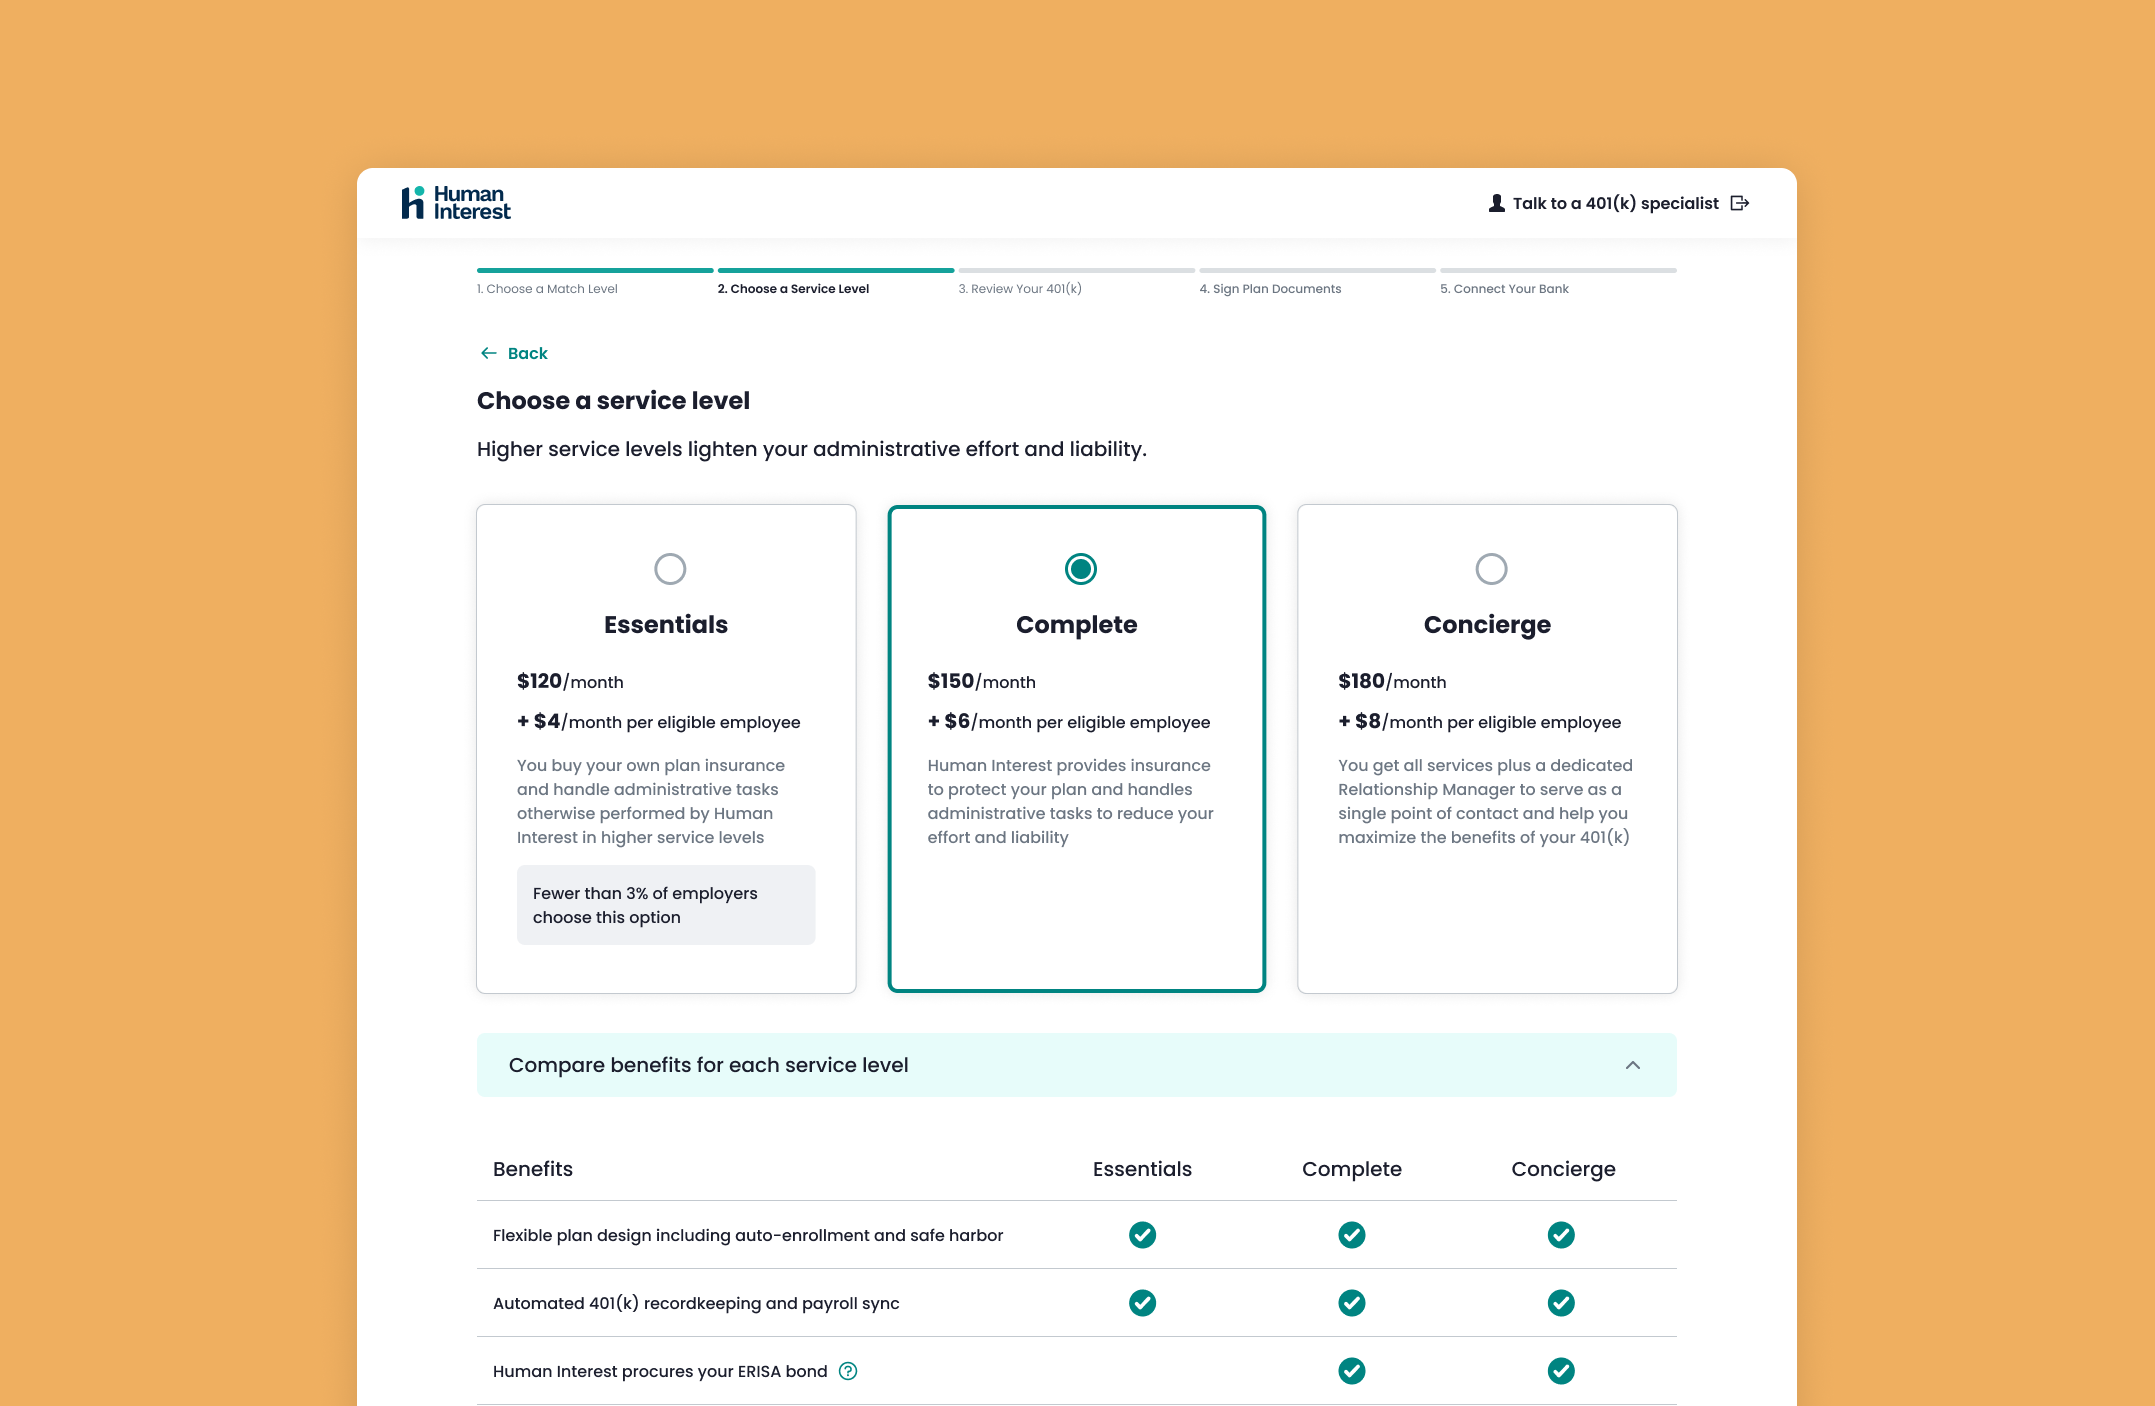 Human
Interest
Talk to a 401(k) specialist
1. Choose a Match Level
2. Choose a Service Level
3. Review Your 401(k)
4. Sign Plan Documents
5. Connect Your Bank
Back
Choose a service level
Higher service levels lighten your administrative effort and liability.
Essentials
$120/month
+ $4/month per eligible employee
You buy your own plan insurance
and handle administrative tasks
otherwise performed by Human
Interest in higher service levels
Fewer than 3% of employers
choose this option
Complete
$150/month
+ $6/month per eligible employee
Human Interest provides insurance
to protect your plan and handles
administrative tasks to reduce your
effort and liability
Concierge
$180/month
+ $8/month per eligible employee
You get all services plus a dedicated
Relationship Manager to serve as a
single point of contact and help you
maximize the benefits of your 401(k)
Compare benefits for each service level
Benefits Essentials Complete Concierge
Flexible plan design including auto-enrollment and safe harbor
Automated 401(k) recordkeeping and payroll sync
Human Interest procures your ERISA bond ?